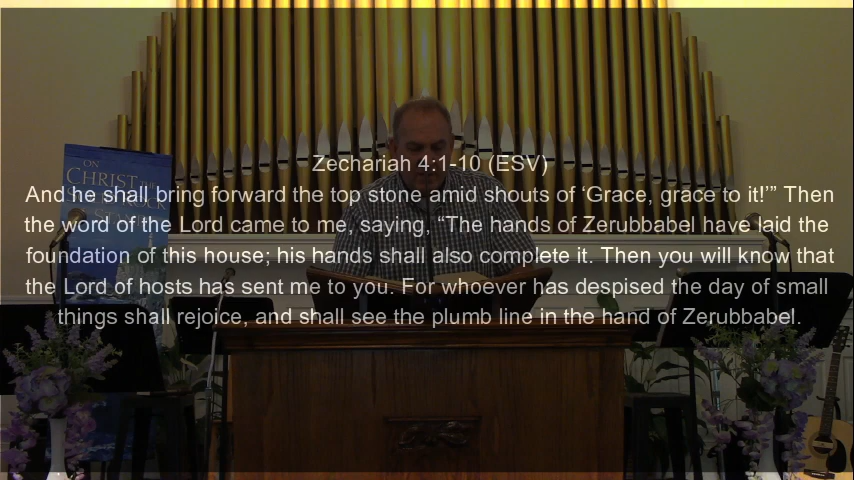 Zechariah 4:1-10 (ESV)
And he shall bring forward the top stone amid shouts of ‘Grace, grace to it!’” Then
the word of the Lord came to me, saying, “The hands of Zerubbabel have laid the
foundation of this house; his hands shall also complete it. Then you will know that
the Lord of hosts has sent me to you. For whoever has despised the day of small
things shall rejoice, and shall see the plumb line in the hand of Zerubbabel.
ON
CHRIST